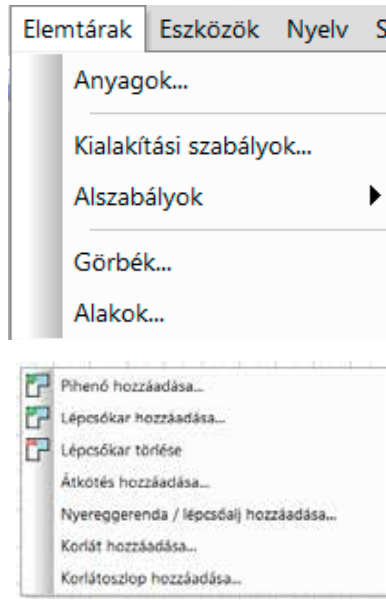 Elemtárak Eszközök Nyelv S
Anyagok...
Kialakítási szabályok...
Alszabályok
Görbék...
Alakok...
Pihenő hozzáadása...
Lépcsőkar hozzáadása...
Lépcsőkar törlése
Átkötés hozzáadása...
Nyereggerenda / lépcsőalj hozzáadása...
Korlát hozzáadása...
Korlátoszlop hozzáadása...